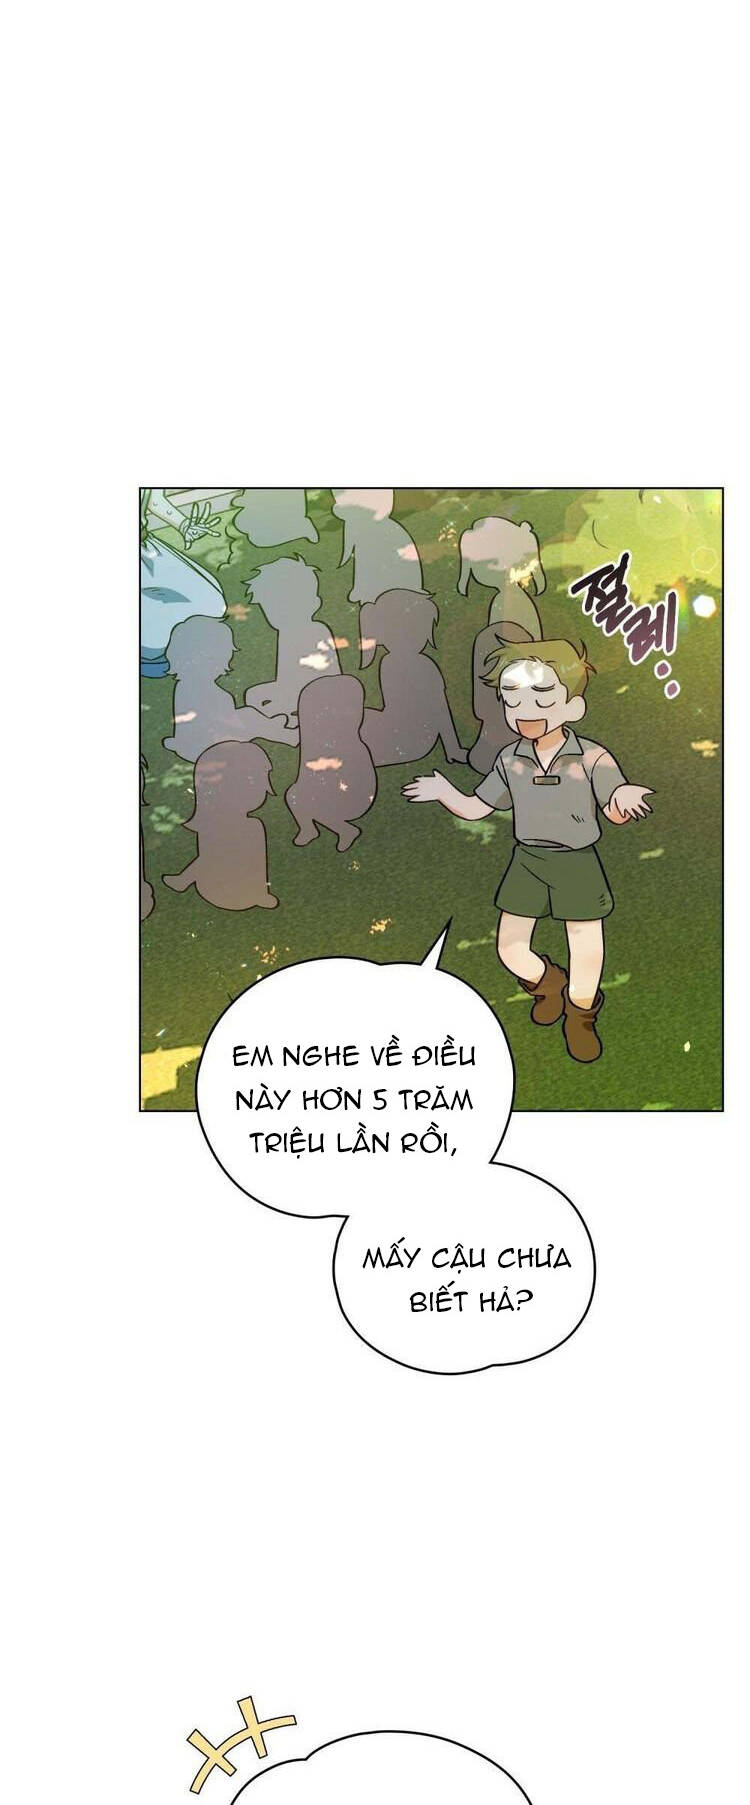 절레..
EM NGHE VỀ ĐIỀU
NÀY HƠN 5 TRĂM
TRIỆU LẦN RỒI,
MẤY CẬU CHƯA
BIẾT HẢ?